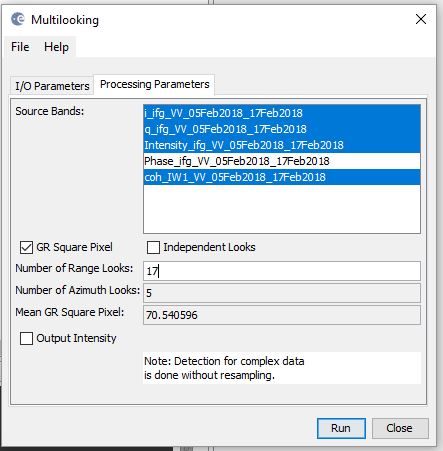 Multilooking
File Help
I/O Parameters Processing Parameters
Source Bands:
i_ifg_VV_05Feb2018_17Feb2018
q_ifg_VV_05Feb2018_17Feb2018
Intensity_ifg_VV_05Feb2018_17Feb2018
Phase_ifg_VV_05Feb2018_17Feb2018
coh_IW1_VV_05Feb2018_17Feb2018
GR Square Pixel Independent Looks
Number of Range Looks: 17
Number of Azimuth Looks: 5
Mean GR Square Pixel: 70.540596
Output Intensity
Note: Detection for complex data
is done without resampling.
Run Close